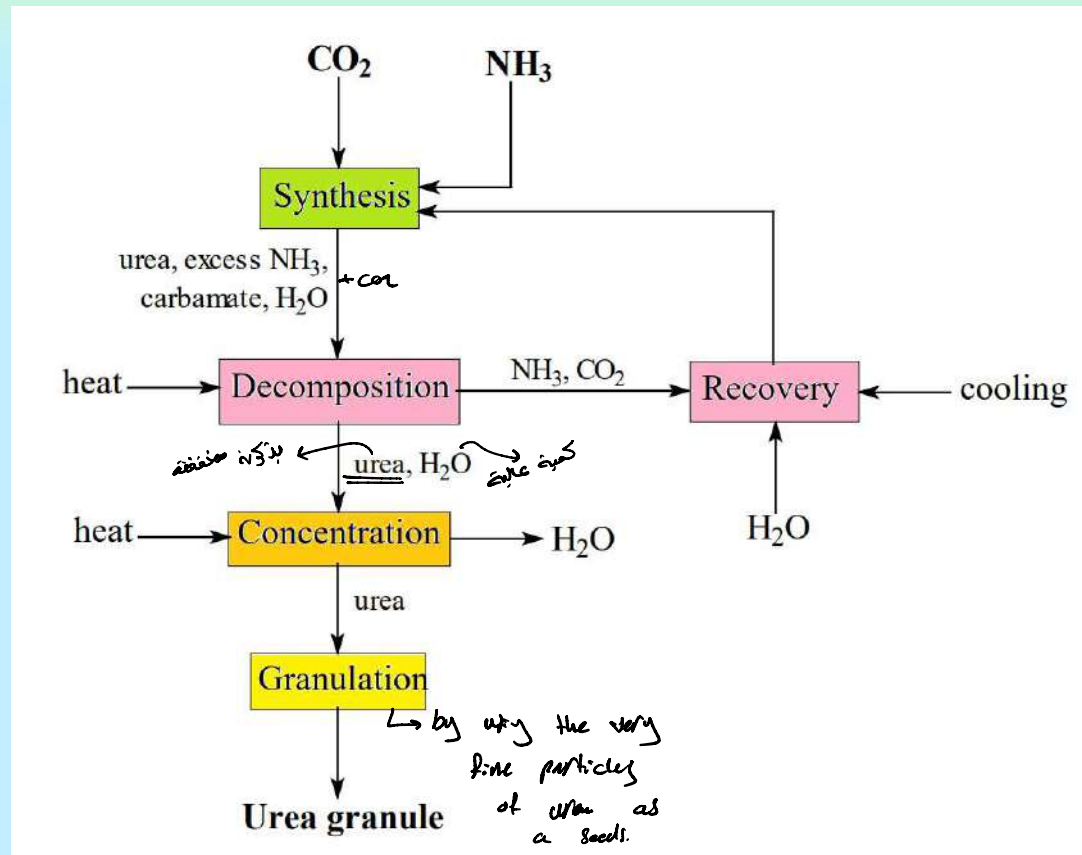 CO₂
NH₃
Synthesis
urea, excess NH₃,
carbamate, H₂O
+ CO2
heat
Decomposition
NH₃, CO₂
Recovery
cooling
بتركيز منخفضة
urea, H₂O
كمية عالية
H₂O
heat
Concentration
H₂O
urea
Granulation
by using the very
fine particles
of urea as
a seeds.
Urea granule